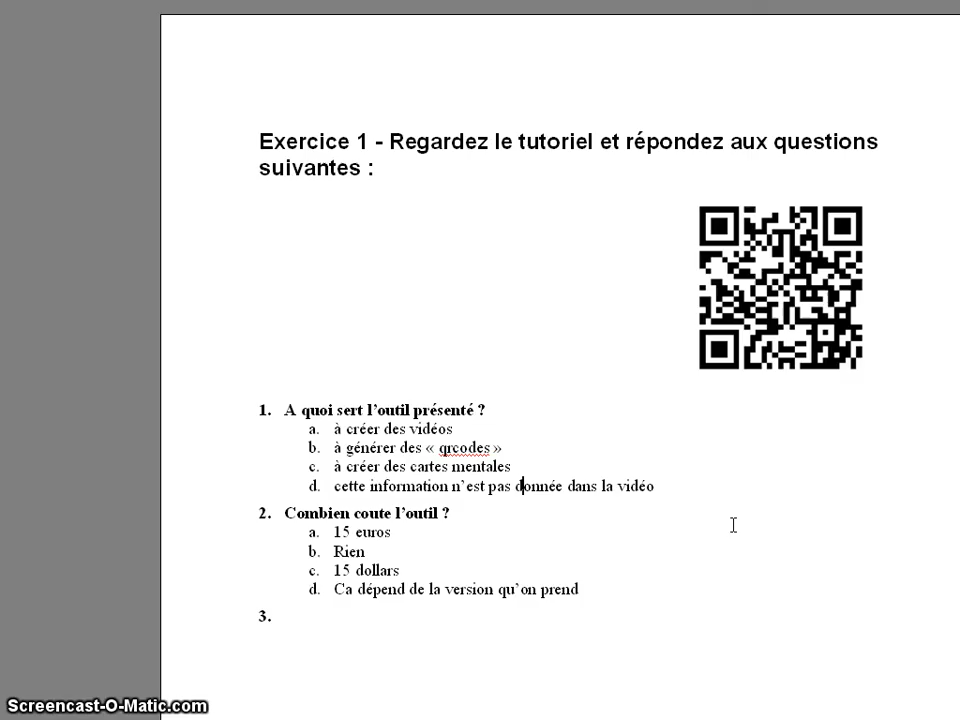 Exercice 1 - Regardez le tutoriel et répondez aux questions
suivantes :
1. A quoi sert l’outil présenté ?
a. à créer des vidéos
b. à générer des « qrcodes »
c. à créer des cartes mentales
d. cette information n’est pas donnée dans la vidéo
2. Combien coute l’outil ?
a. 15 euros
b. Rien
c. 15 dollars
d. Ca dépend de la version qu’on prend
3.
Screencast-O-Matic.com